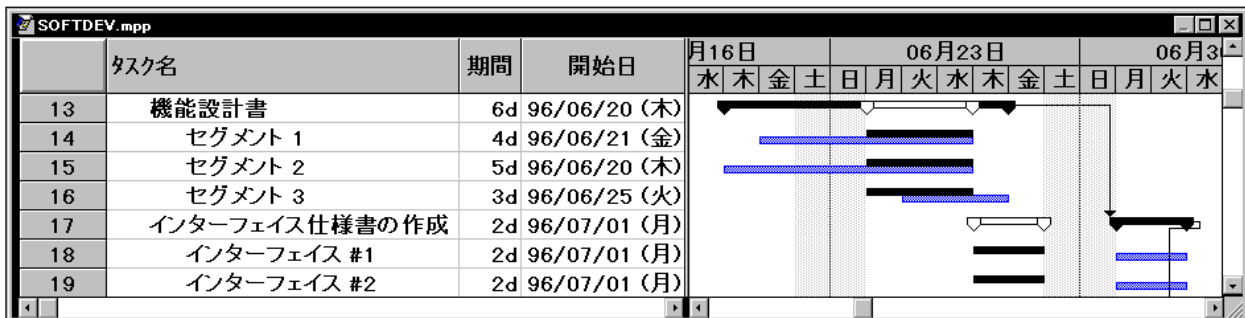 SOFTDEV.mpp
タスク名 期間 開始日 月16日 06月23日 06月3
水 木 金 土 日 月 火 水 木 金 土 日 月 火 水
13 機能設計書 6d 96/06/20 (木)
14 セグメント 1 4d 96/06/21 (金)
15 セグメント 2 5d 96/06/20 (木)
16 セグメント 3 3d 96/06/25 (火)
17 インターフェイス仕様書の作成 2d 96/07/01 (月)
18 インターフェイス #1 2d 96/07/01 (月)
19 インターフェイス #2 2d 96/07/01 (月)